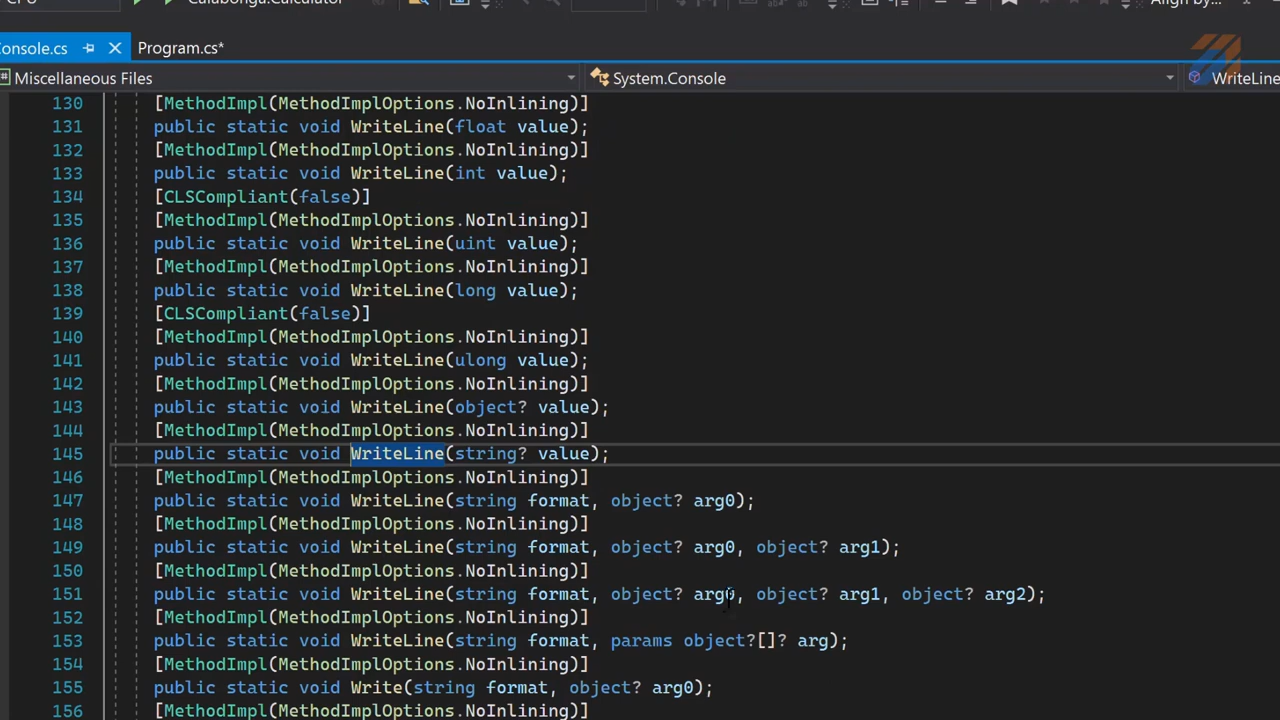 Calabonga.Calculator
Align by...
Console.cs
Program.cs*
Miscellaneous Files
System.Console
WriteLine
130 [MethodImpl(MethodImplOptions.NoInlining)]
131 public static void WriteLine(float value);
132 [MethodImpl(MethodImplOptions.NoInlining)]
133 public static void WriteLine(int value);
134 [CLSCompliant(false)]
135 [MethodImpl(MethodImplOptions.NoInlining)]
136 public static void WriteLine(uint value);
137 [MethodImpl(MethodImplOptions.NoInlining)]
138 public static void WriteLine(long value);
139 [CLSCompliant(false)]
140 [MethodImpl(MethodImplOptions.NoInlining)]
141 public static void WriteLine(ulong value);
142 [MethodImpl(MethodImplOptions.NoInlining)]
143 public static void WriteLine(object? value);
144 [MethodImpl(MethodImplOptions.NoInlining)]
145 public static void WriteLine(string? value);
146 [MethodImpl(MethodImplOptions.NoInlining)]
147 public static void WriteLine(string format, object? arg0);
148 [MethodImpl(MethodImplOptions.NoInlining)]
149 public static void WriteLine(string format, object? arg0, object? arg1);
150 [MethodImpl(MethodImplOptions.NoInlining)]
151 public static void WriteLine(string format, object? arg0, object? arg1, object? arg2);
152 [MethodImpl(MethodImplOptions.NoInlining)]
153 public static void WriteLine(string format, params object?[]? arg);
154 [MethodImpl(MethodImplOptions.NoInlining)]
155 public static void Write(string format, object? arg0);
156 [MethodImpl(MethodImplOptions.NoInlining)]